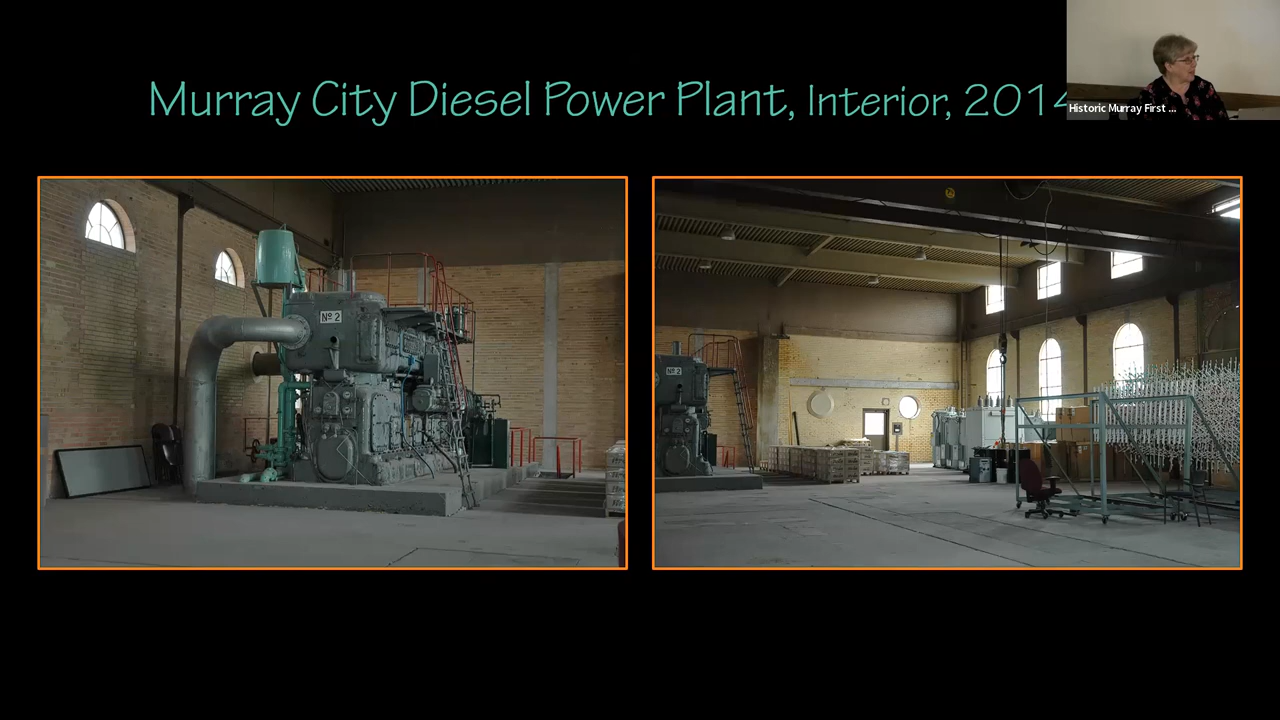 Murray City Diesel Power Plant, Interior, 2014
Historic Murray First ...
Nº 2
Nº 2